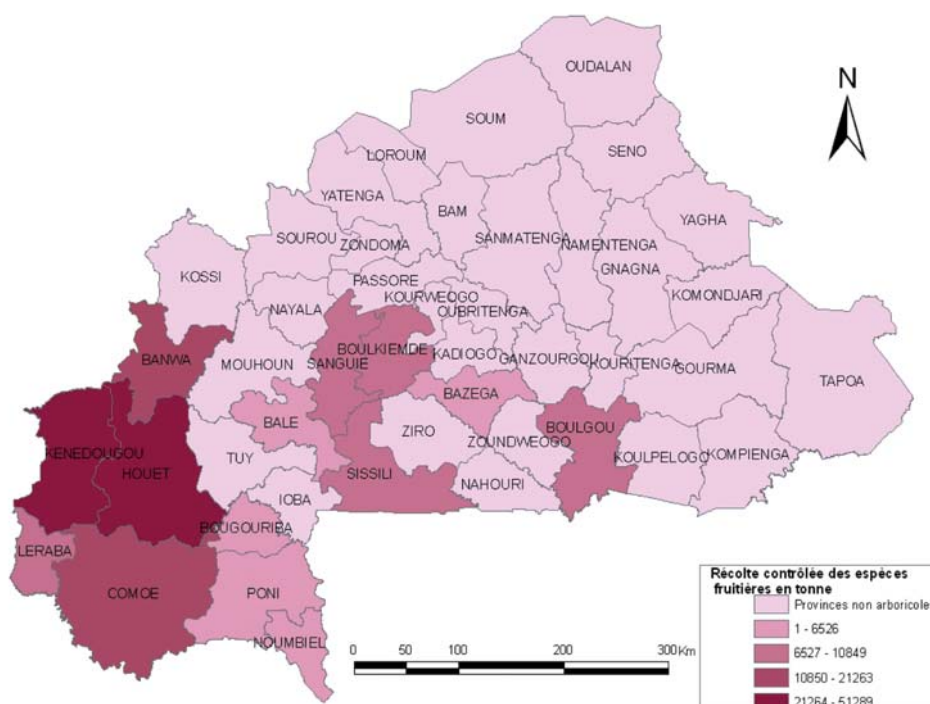 OUDALAN
N
SOUM
SENO
LOROUM
YATENGA
BAM
YAGHA
SANMATENGA
NAMENTENGA
SOUROU
ZONDOMA
GNAGNA
KOSSI
PASSORE
KOMONDJARI
KOURWEOGO
NAYALA
OUBRITENGA
BANWA
MOUHOUN
SANGUIE
BOULKIEMDE
KADIOGO
GANZOURGOU
KOURITENGA
GOURMA
TAPOA
BAZEGA
BALE
ZIRO
BOULGOU
ZOUNDWEOGO
KENEDOUGOU
HOUET
TUY
SISSILI
KOULPELOGO
KOMPIENGA
NAHOURI
IOBA
BOUGOURIBA
LERABA
COMOE
PONI
NOUMBIEL
0 50 100 200 300 Km
Récolte contrôlée des espèces
fruitières en tonne
Provinces non arboricole
1 - 6526
6527 - 10849
10850 - 21263
21264 - 51289